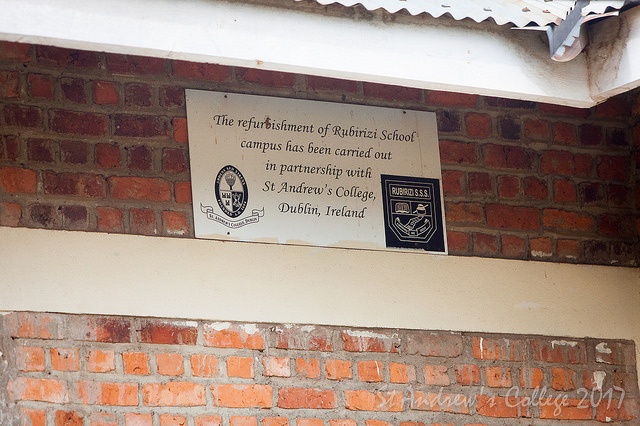 The refurbishment of Rubirizi School
campus has been carried out
in partnership with
St Andrew's College,
Dublin, Ireland
RUBIRIZI S.S.S.
St Andrew's College 2017